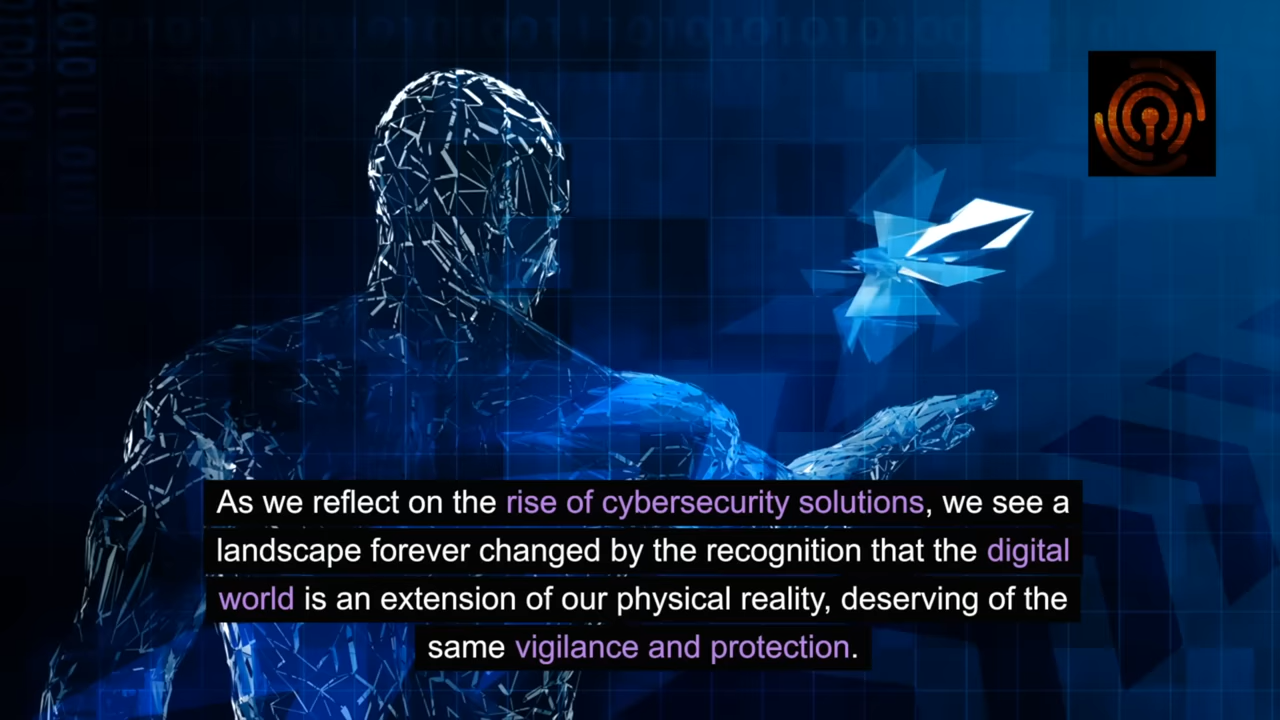 As we reflect on the rise of cybersecurity solutions, we see a
landscape forever changed by the recognition that the digital
world is an extension of our physical reality, deserving of the
same vigilance and protection.